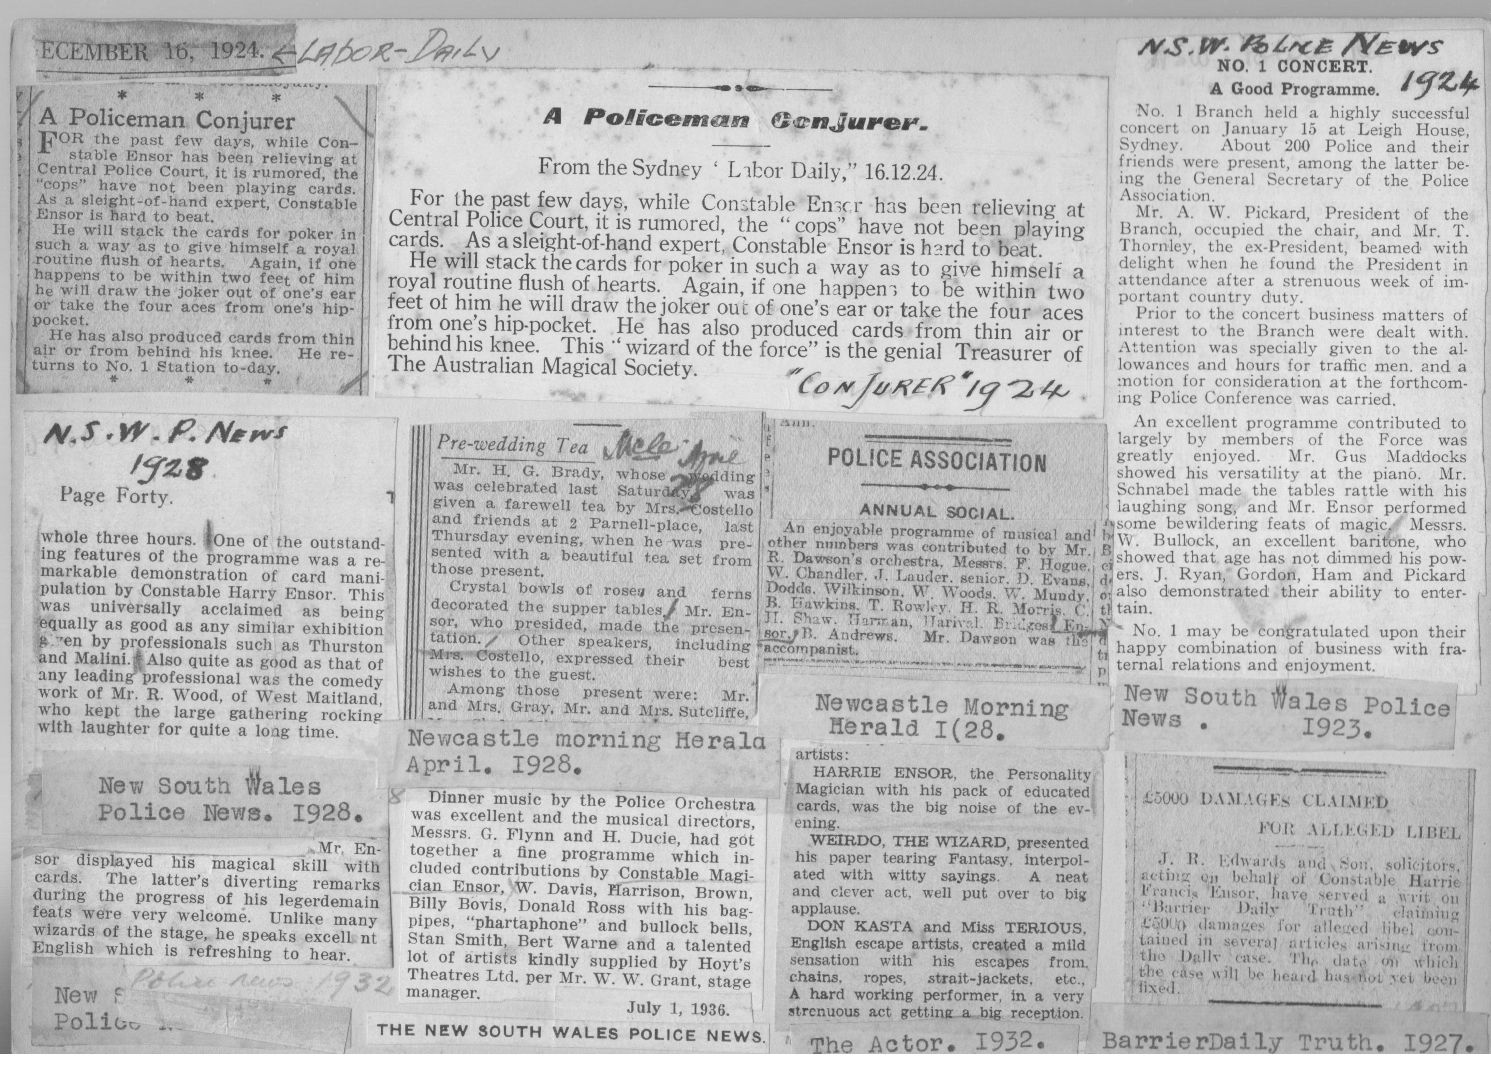 ECEMBER 16, 1924. ← LABOR-DAILY
* * *
A Policeman Conjurer
FOR the past few days, while Con-
stable Ensor has been relieving at
Central Police Court, it is rumored, the
"cops" have not been playing cards.
As a sleight-of-hand expert, Constable
Ensor is hard to beat.
He will stack the cards for poker in
such a way as to give himself a royal
routine flush of hearts. Again, if one
happens to be within two feet of him
he will draw the joker out of one's ear
or take the four aces from one's hip-
pocket.
He has also produced cards from thin
air or from behind his knee. He re-
turns to No. 1 Station to-day.
* * *
A Policeman Conjurer.
From the Sydney ' Labor Daily," 16.12.24.
For the past few days, while Constable Ensor has been relieving at
Central Police Court, it is rumored, the "cops" have not been playing
cards. As a sleight-of-hand expert, Constable Ensor is hard to beat.
He will stack the cards for poker in such a way as to give himself a
royal routine flush of hearts. Again, if one happens to be within two
feet of him he will draw the joker out of one's ear or take the four aces
from one's hip-pocket. He has also produced cards from thin air or
behind his knee. This "wizard of the force" is the genial Treasurer of
The Australian Magical Society.
"CONJURER" 1924
N.S.W. POLICE NEWS
NO. 1 CONCERT.
1924
A Good Programme.
No. 1 Branch held a highly successful
concert on January 15 at Leigh House,
Sydney. About 200 Police and their
friends were present, among the latter be-
ing the General Secretary of the Police
Association.
Mr. A. W. Pickard, President of the
Branch, occupied the chair, and Mr. T.
Thornley, the ex-President, beamed with
delight when he found the President in
attendance after a strenuous week of im-
portant country duty.
Prior to the concert business matters of
interest to the Branch were dealt with.
Attention was specially given to the al-
lowances and hours for traffic men. and a
motion for consideration at the forthcom-
ing Police Conference was carried.
An excellent programme contributed to
largely by members of the Force was
greatly enjoyed. Mr. Gus Maddocks
showed his versatility at the piano. Mr.
Schnabel made the tables rattle with his
laughing song, and Mr. Ensor performed
some bewildering feats of magic. Messrs.
W. Bullock, an excellent baritone, who
showed that age has not dimmed his pow-
ers. J. Ryan, Gordon, Ham and Pickard
also demonstrated their ability to enter-
tain.
No. 1 may be congratulated upon their
happy combination of business with fra-
ternal relations and enjoyment.
New South Wales Police
News . I923.
N.S.W.P. NEWS
1928
Page Forty.
whole three hours. One of the outstand-
ing features of the programme was a re-
markable demonstration of card mani-
pulation by Constable Harry Ensor. This
was universally acclaimed as being
equally as good as any similar exhibition
given by professionals such as Thurston
and Malini. Also quite as good as that of
any leading professional was the comedy
work of Mr. R. Wood, of West Maitland,
who kept the large gathering rocking
with laughter for quite a long time.
New South Wales
Police News. I928.
Mr. En-
sor displayed his magical skill with
cards. The latter's diverting remarks
during the progress of his legerdemain
feats were very welcome. Unlike many
wizards of the stage, he speaks excell nt
English which is refreshing to hear.
Police news 1932
New
Police
Pre-wedding Tea
Mr. H. G. Brady, whose wedding
was celebrated last Saturday, was
given a farewell tea by Mrs. Costello
and friends at 2 Parnell-place, last
Thursday evening, when he was pre-
sented with a beautiful tea set from
those present.
Crystal bowls of roses and ferns
decorated the supper tables. Mr. En-
sor, who presided, made the presen-
tation. Other speakers, including
Mrs. Costello, expressed their best
wishes to the guest.
Among those present were: Mr.
and Mrs. Gray, Mr. and Mrs. Sutcliffe,
Newcastle morning Herald
April. I928.
Dinner music by the Police Orchestra
was excellent and the musical directors,
Messrs. G. Flynn and H. Ducie, had got
together a fine programme which in-
cluded contributions by Constable Magi-
cian Ensor, W. Davis, Harrison, Brown,
Billy Bovis, Donald Ross with his bag-
pipes, "phartaphone" and bullock bells,
Stan Smith, Bert Warne and a talented
lot of artists kindly supplied by Hoyt's
Theatres Ltd. per Mr. W. W. Grant, stage
manager.
July 1, 1936.
THE NEW SOUTH WALES POLICE NEWS.
POLICE ASSOCIATION
ANNUAL SOCIAL.
An enjoyable programme of musical and
other numbers was contributed to by Mr.
R. Dawson's orchestra, Messrs. F. Hogue,
W. Chandler, J. Lauder, senior, D. Evans,
Dodds, Wilkinson, W. Woods, W. Mundy,
B. Hawkins, T. Rowley, H. R. Morris, C.
H. Shaw, Harman, Harival, Bridges, En-
sor, B. Andrews. Mr. Dawson was the
accompanist.
Newcastle Morning
Herald I(28.
artists:
HARRIE ENSOR, the Personality
Magician with his pack of educated
cards, was the big noise of the ev-
ening.
WEIRDO, THE WIZARD, presented
his paper tearing Fantasy, interpol-
ated with witty sayings. A neat
and clever act, well put over to big
applause.
DON KASTA and Miss TERIOUS,
English escape artists, created a mild
sensation with his escapes from
chains, ropes, strait-jackets, etc.,
A hard working performer, in a very
strenuous act getting a big reception.
The Actor. I932.
£5000 DAMAGES CLAIMED
FOR ALLEGED LIBEL
J. R. Edwards and Son, solicitors,
acting on behalf of Constable Harrie
Francis Ensor, have served a writ on
"Barrier Daily Truth" claiming
£5000 damages for alleged libel con-
tained in several articles arising from
the Dally case. The date on which
the case will be heard has not yet been
fixed.
BarrierDaily Truth. I927.